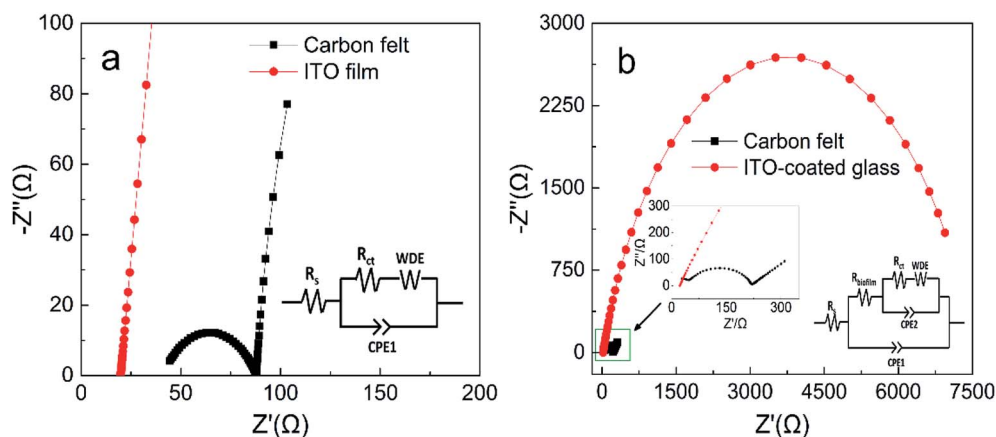 a
Carbon felt
ITO film
-Z''(Ω)
100
80
60
40
20
0
Rs
Rct
WDE
CPE1
0 50 100 150 200
Z'(Ω)
b
Carbon felt
ITO-coated glass
-Z''(Ω)
3000
2250
1500
750
0
Z''/Ω
300
200
100
0
0 100 200 300
Z'/Ω
Rs
Rbiofilm
Rct
WDE
CPE2
CPE1
0 1500 3000 4500 6000 7500
Z'(Ω)